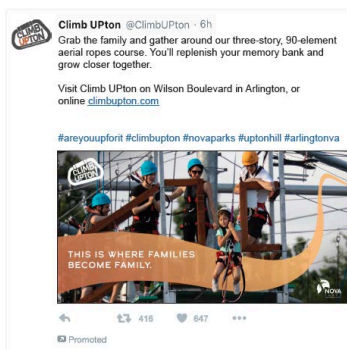 CLIMB
UPTON
Climb UPton @ClimbUPton · 6h
Grab the family and gather around our three-story, 90-element
aerial ropes course. You'll replenish your memory bank and
grow closer together.
Visit Climb UPton on Wilson Boulevard in Arlington, or
online climbupton.com
#areyouupforit #climbupton #novaparks #uptonhill #arlingtonva
CLIMB
UPTON
THIS IS WHERE FAMILIES
BECOME FAMILY.
NOVA
416 647
Promoted